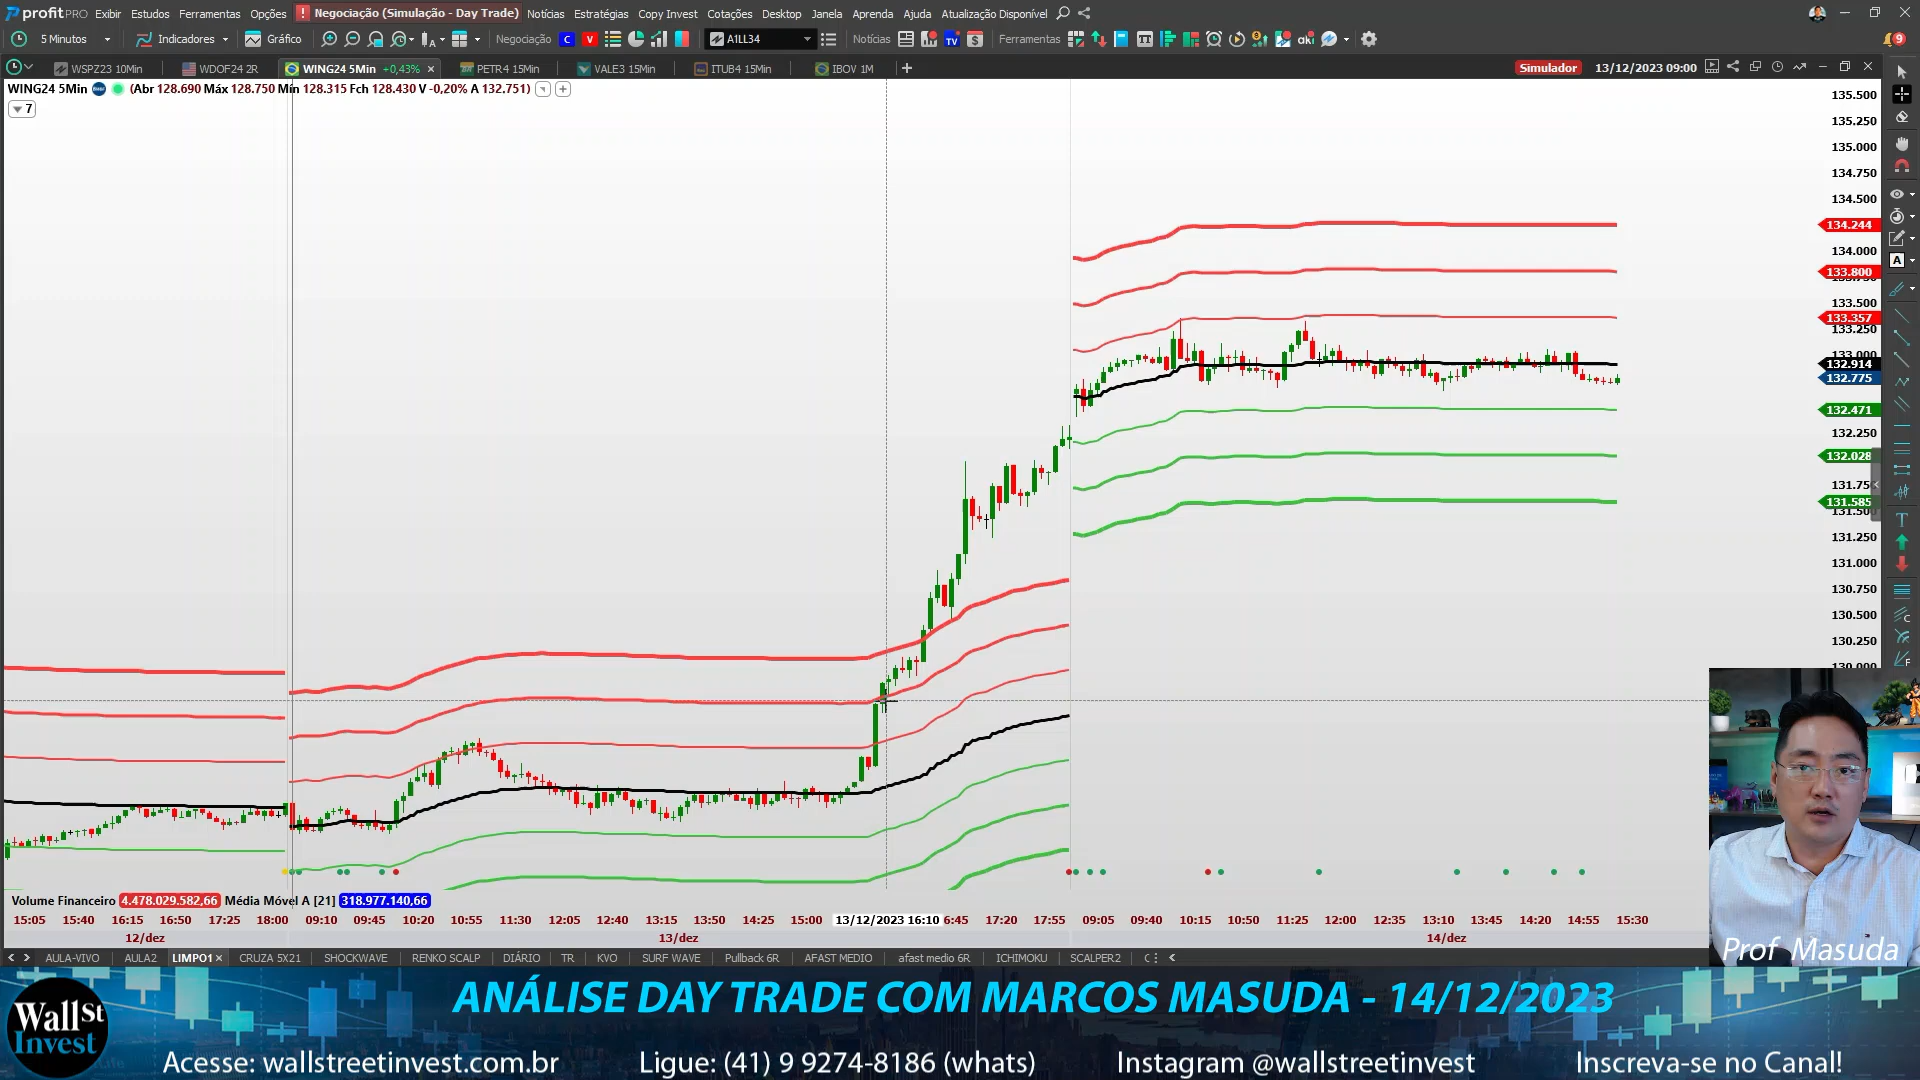 profit PRO Exibir Estudos Ferramentas Opções ! Negociação (Simulação - Day Trade) Notícias Estratégias Copy Invest Cotações Desktop Janela Aprenda Ajuda Atualização Disponível
5 Minutos Indicadores Gráfico Negociação C V A1LL34 Notícias TV $ Ferramentas TT aki 9
WSPZ23 10Min WDOF24 2R WING24 5Min +0,43% × PETR4 15Min VALE3 15Min ITUB4 15Min IBOV 1M + Simulador 13/12/2023 09:00
WING24 5Min (Abr 128.690 Máx 128.750 Mín 128.315 Fch 128.430 V -0,20% A 132.751)
7
135.500
135.250
135.000
134.750
134.500
134.244
134.000
133.800
133.500
133.357
133.250
133.000
132.914
132.775
132.471
132.250
132.028
131.585
131.500
131.250
131.000
130.750
130.500
130.250
Volume Financeiro 4.478.029.582,66 Média Móvel A [21] 318.977.140,66
15:05 15:40 16:15 16:50 17:25 18:00 09:10 09:45 10:20 10:55 11:30 12:05 12:40 13:15 13:50 14:25 15:00 13/12/2023 16:10 6:45 17:20 17:55 09:05 09:40 10:15 10:50 11:25 12:00 12:35 13:10 13:45 14:20 14:55 15:30
12/dez 13/dez 14/dez
AULA-VIVO AULA2 LIMPO1 × CRUZA 5X21 SHOCKWAVE RENKO SCALP DIÁRIO TR KVO SURF WAVE Pullback 6R AFAST MEDIO afast medio 6R ICHIMOKU SCALPER2
Prof Masuda
Wall St Invest
ANÁLISE DAY TRADE COM MARCOS MASUDA - 14/12/2023
Acesse: wallstreetinvest.com.br Ligue: (41) 9 9274-8186 (whats) Instagram @wallstreetinvest Inscreva-se no Canal!